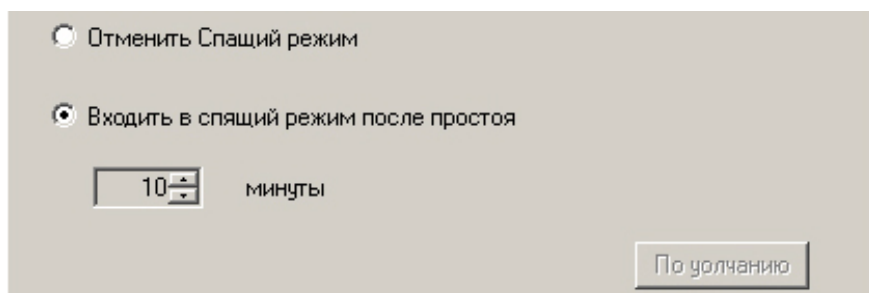 Отменить Спащий режим
Входить в спящий режим после простоя
10 минуты
По уолчанию